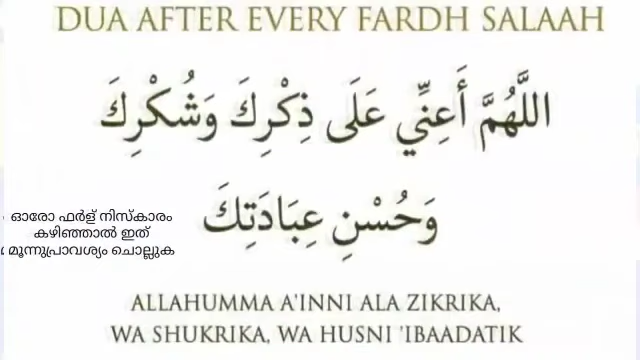 DUA AFTER EVERY FARDH SALAAH
اللَّهُمَّ أَعِنِّي عَلَى ذِكْرِكَ وَشُكْرِكَ
وَحُسْنِ عِبَادَتِكَ
ഓരോ ഫർള് നിസ്കാരം
കഴിഞ്ഞാൽ ഇത്
മൂന്നുപ്രാവശ്യം ചൊല്ലുക
ALLAHUMMA A'INNI ALA ZIKRIKA,
WA SHUKRIKA, WA HUSNI 'IBAADATIK